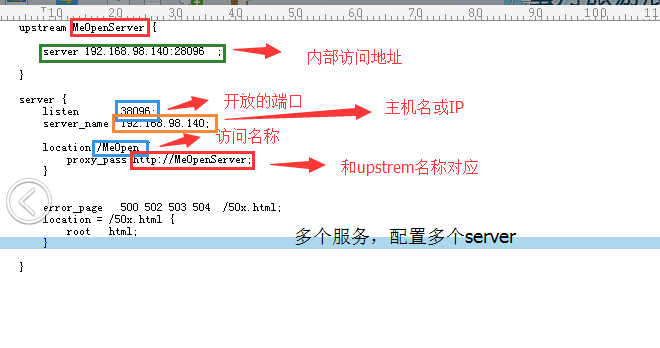 10 20 30 40 50 60 70 80 90 100 11
upstream MeOpenServer {
server 192.168.98.140:28096 ;
内部访问地址
}
server {
listen 38096;
开放的端口
server_name 192.168.98.140;
主机名或IP
访问名称
location /MeOpen
proxy_pass http://MeOpenServer;
和upstrem名称对应
}
error_page 500 502 503 504 /50x.html;
location = /50x.html {
root html;
多个服务，配置多个server
}
}